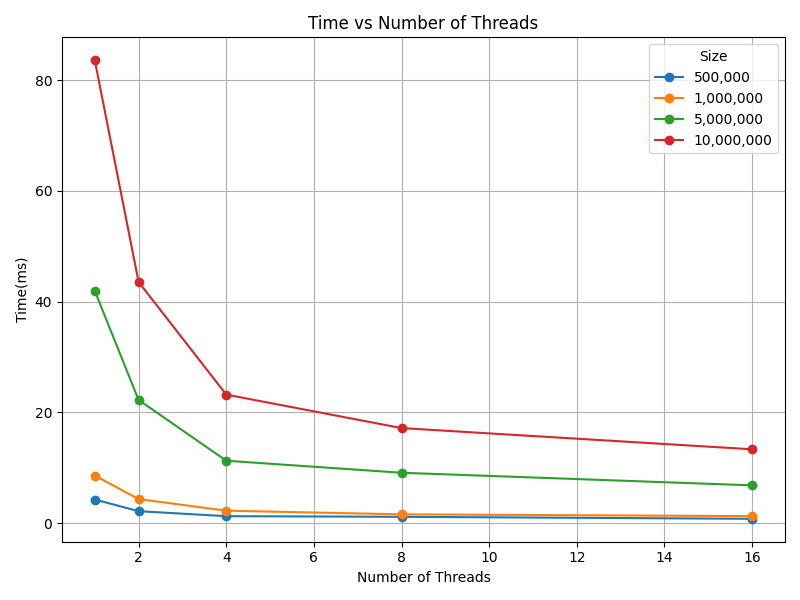 Time vs Number of Threads
Size
500,000
1,000,000
5,000,000
10,000,000
Time(ms)
80
60
40
20
0
2 4 6 8 10 12 14 16
Number of Threads